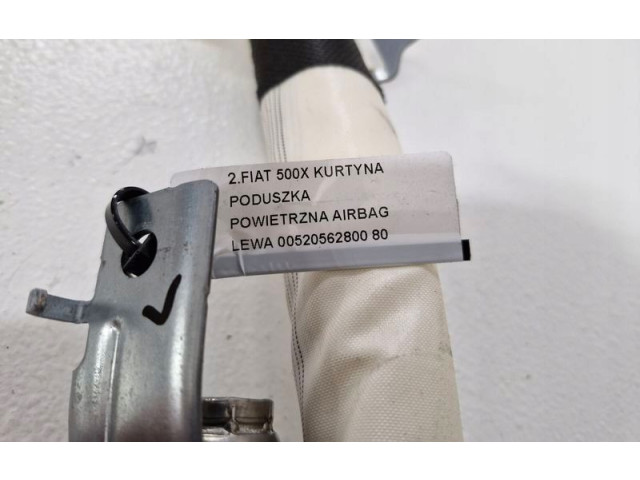 2.FIAT 500X KURTYNA
PODUSZKA
POWIETRZNA AIRBAG
LEWA 00520562800 80